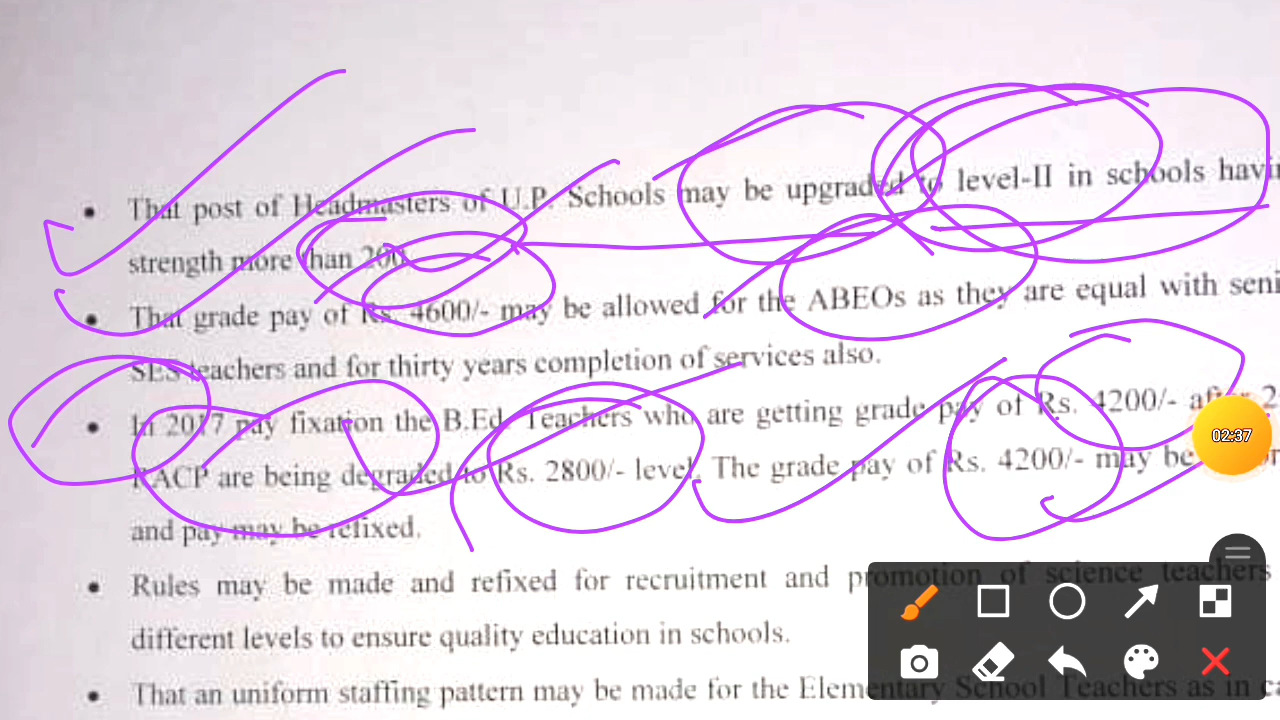 • That post of Headmasters of U.P. Schools may be upgraded to level-II in schools
strength more than 200.
• That grade pay of Rs. 4600/- may be allowed for the ABEOs as they are equal with
SES teachers and for thirty years completion of services also.
• In 2017 pay fixation the B.Ed. Teachers who are getting grade pay of Rs. 4200/- after
RACP are being degraded to Rs. 2800/- level. The grade pay of Rs. 4200/- may be
02:37
and pay may be refixed.
• Rules may be made and refixed for recruitment and promotion of science teachers
different levels to ensure quality education in schools.
• That an uniform staffing pattern may be made for the Elementary School Teachers as in